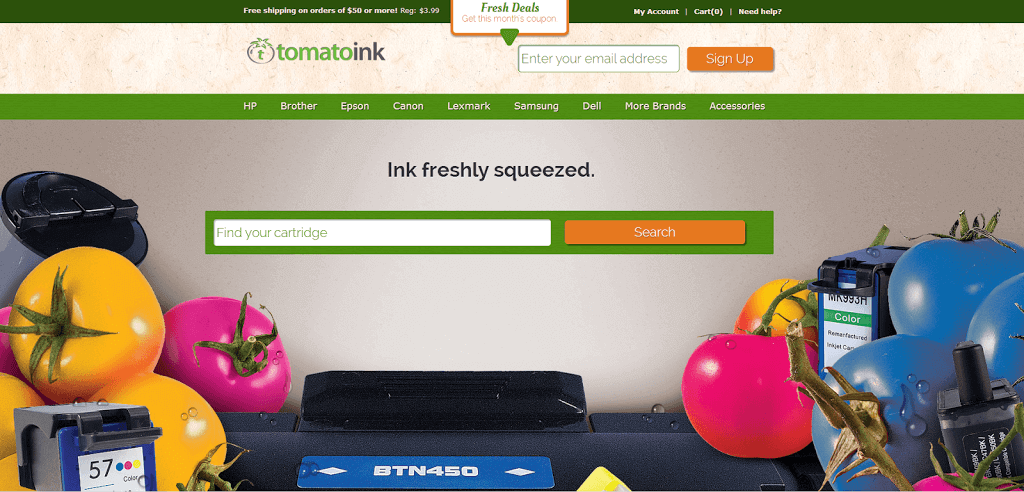 Free shipping on orders of $50 or more! Reg: $3.99
Fresh Deals
Get this month's coupon
My Account | Cart(0) | Need help?
tomatoink
Enter your email address
Sign Up
HP Brother Epson Canon Lexmark Samsung Dell More Brands Accessories
Ink freshly squeezed.
Find your cartridge
Search
MK993H
Color
Remanufactured
Inkjet
57
Color
BTN450